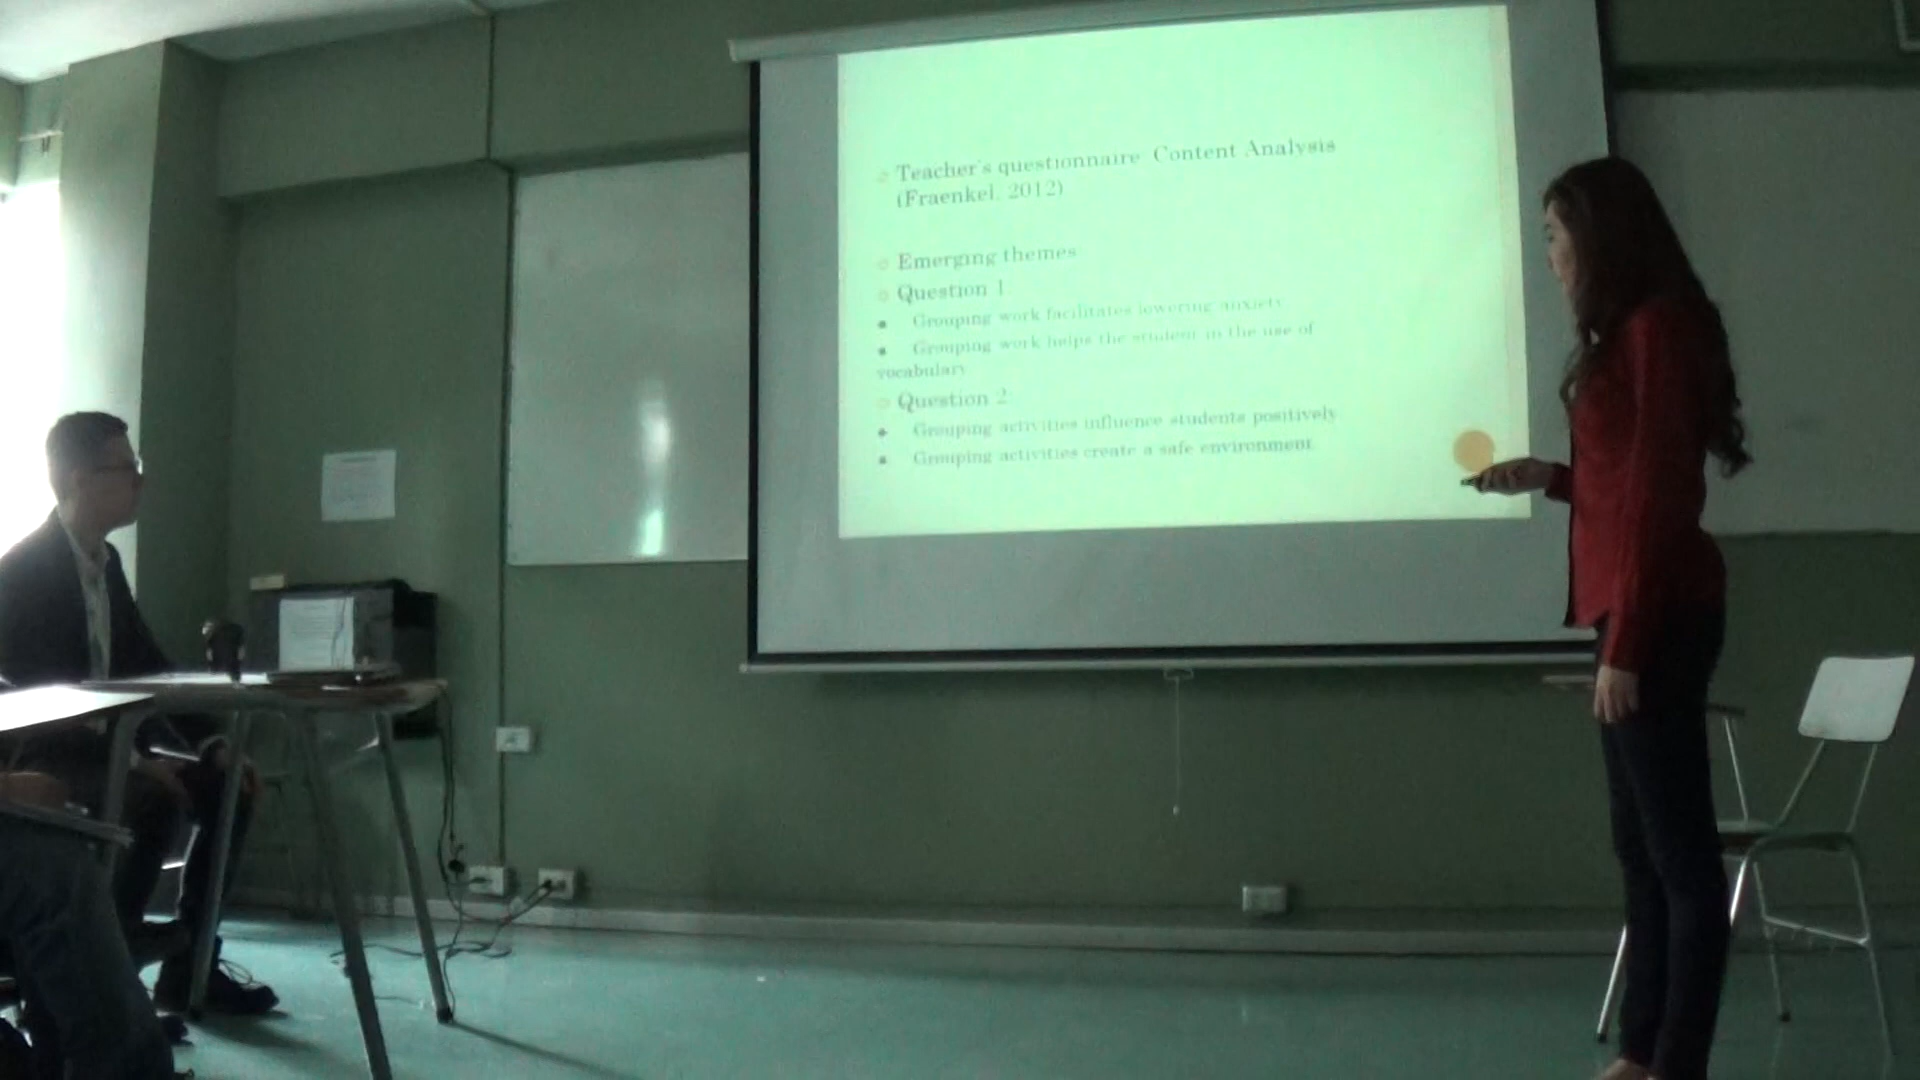 Teacher's questionnaire Content Analysis
(Fraenkel, 2012)
Emerging themes
Question 1
Grouping work facilitates lowering anxiety
Grouping work helps the student in the use of
vocabulary
Question 2
Grouping activities influence students positively
Grouping activities create a safe environment